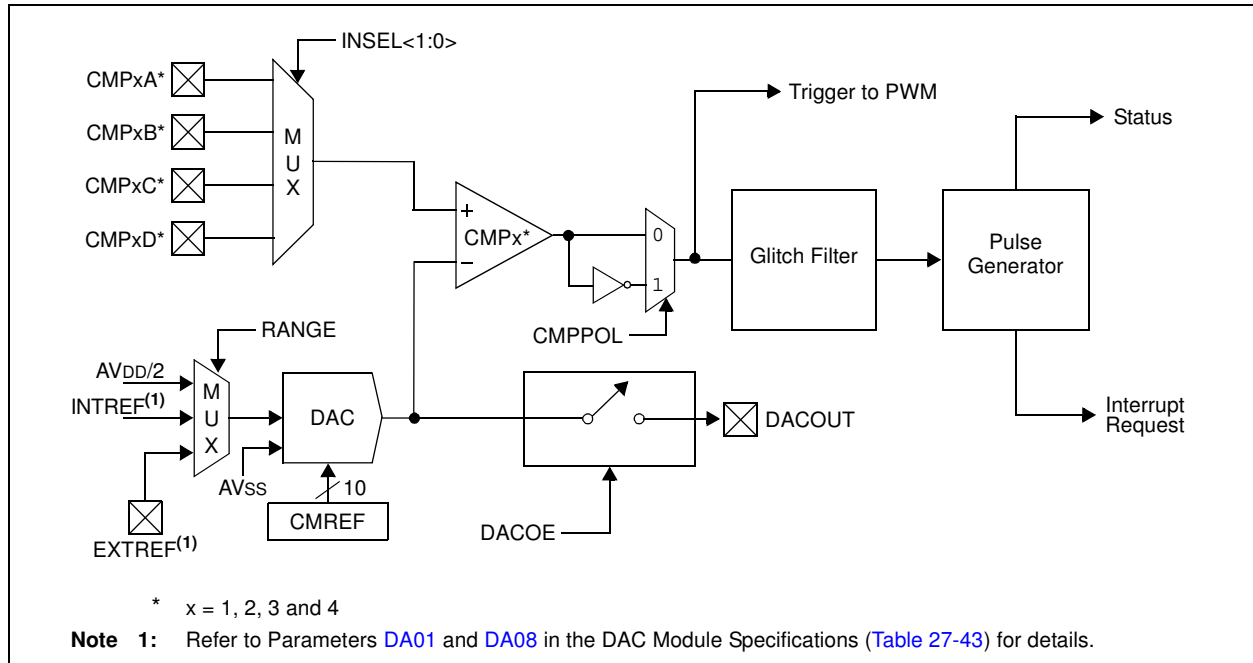 INSEL<1:0>
CMPxA*
CMPxB*
CMPxC*
CMPxD*
M
U
X
Trigger to PWM
Status
+
CMPx*
–
0
1
CMPPOL
Glitch Filter
Pulse
Generator
Interrupt
Request
RANGE
AVDD/2
INTREF(1)
M
U
X
DAC
AVSS
10
CMREF
EXTREF(1)
DACOUT
DACOE
* x = 1, 2, 3 and 4
Note 1: Refer to Parameters DA01 and DA08 in the DAC Module Specifications (Table 27-43) for details.